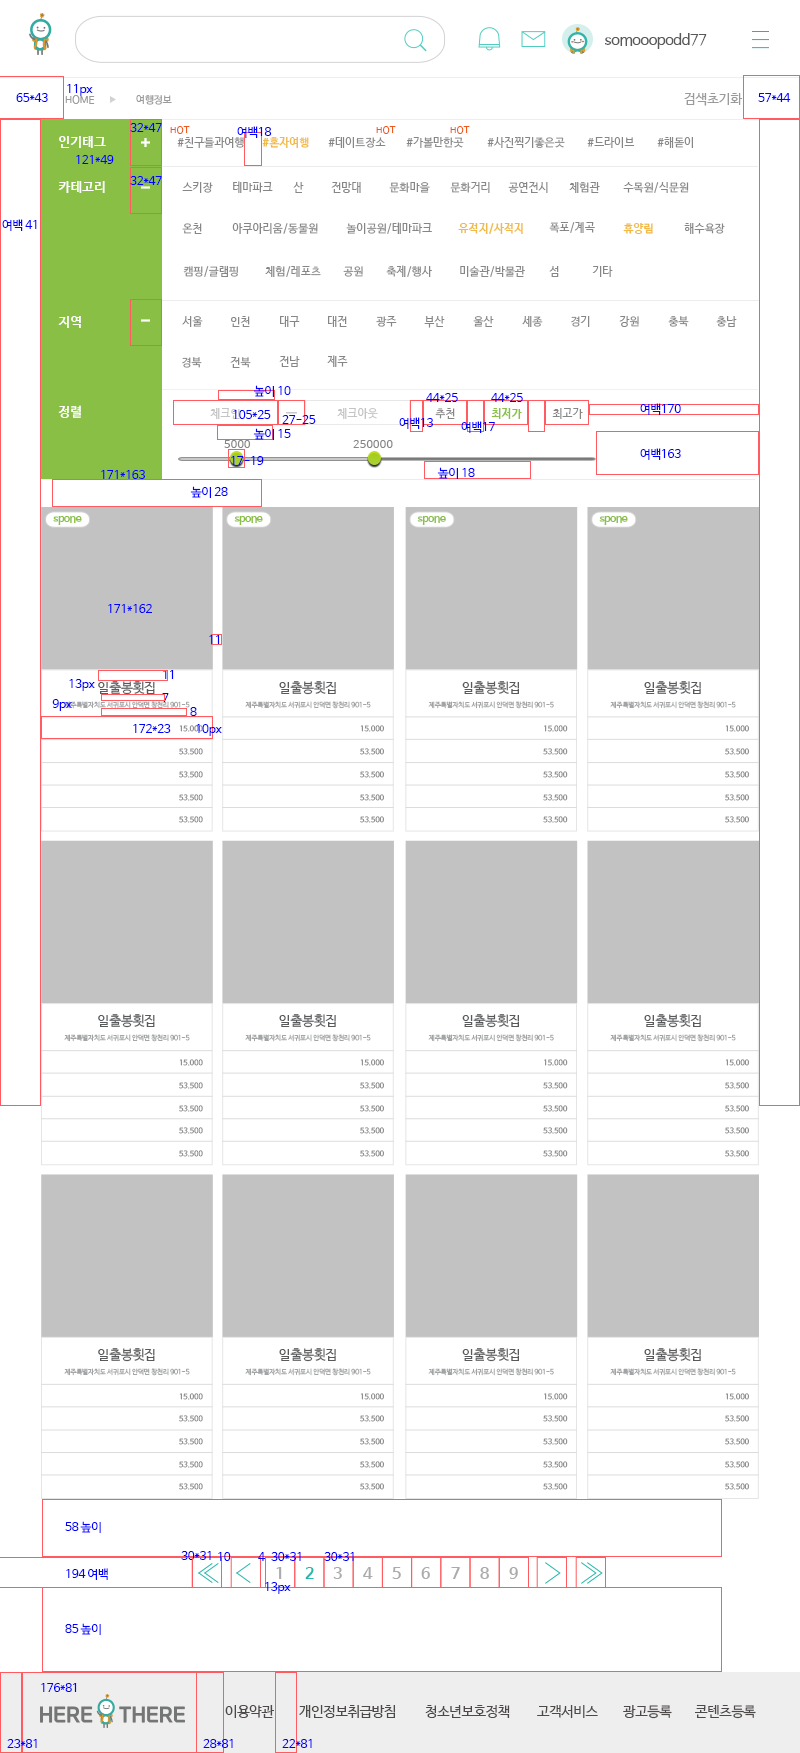 somooopodd77
65*43 11px HOME 여행정보 검색초기화 57*44
HOT 여백18 HOT HOT
인기태그 32*47 #친구들과여행 #혼자여행 #데이트장소 #가볼만한곳 #사진찍기좋은곳 #드라이브 #해돋이
121*49
카테고리 32*47 스키장 테마파크 산 전망대 문화마을 문화거리 공연전시 체험관 수목원/식문원
여백 41 온천 아쿠아리움/동물원 놀이공원/테마파크 유적지/사적지 폭포/계곡 휴양림 해수욕장
캠핑/글램핑 체험/레포츠 공원 축제/행사 미술관/박물관 섬 기타
지역 서울 인천 대구 대전 광주 부산 울산 세종 경기 강원 충북 충남
경북 전북 전남 제주
높이 10 44*25 44*25
정렬 105*25 27-25 체크아웃 추천 최저가 최고가 여백170
여백13 여백17
높이 15
5000 250000
17-19 여백163
171*163 높이 18
높이 28
spone spone spone spone
171*162
11
11
13px 일출봉횟집 일출봉횟집 일출봉횟집 일출봉횟집
7
9px 제주특별자치도 서귀포시 안덕면 창천리 901-5 제주특별자치도 서귀포시 안덕면 창천리 901-5 제주특별자치도 서귀포시 안덕면 창천리 901-5 제주특별자치도 서귀포시 안덕면 창천리 901-5
8
172*23 15.000 10px 15.000 15.000 15.000
53.500 53.500 53.500 53.500
53.500 53.500 53.500 53.500
53.500 53.500 53.500 53.500
53.500 53.500 53.500 53.500
일출봉횟집 일출봉횟집 일출봉횟집 일출봉횟집
제주특별자치도 서귀포시 안덕면 창천리 901-5 제주특별자치도 서귀포시 안덕면 창천리 901-5 제주특별자치도 서귀포시 안덕면 창천리 901-5 제주특별자치도 서귀포시 안덕면 창천리 901-5
15.000 15.000 15.000 15.000
53.500 53.500 53.500 53.500
53.500 53.500 53.500 53.500
53.500 53.500 53.500 53.500
53.500 53.500 53.500 53.500
일출봉횟집 일출봉횟집 일출봉횟집 일출봉횟집
제주특별자치도 서귀포시 안덕면 창천리 901-5 제주특별자치도 서귀포시 안덕면 창천리 901-5 제주특별자치도 서귀포시 안덕면 창천리 901-5 제주특별자치도 서귀포시 안덕면 창천리 901-5
15.000 15.000 15.000 15.000
53.500 53.500 53.500 53.500
53.500 53.500 53.500 53.500
53.500 53.500 53.500 53.500
53.500 53.500 53.500 53.500
58 높이
30*31 10 4 30*31 30*31
194 여백 1 2 3 4 5 6 7 8 9
13px
85 높이
176*81
HERE THERE 이용약관 개인정보취급방침 청소년보호정책 고객서비스 광고등록 콘텐츠등록
23*81 28*81 22*81